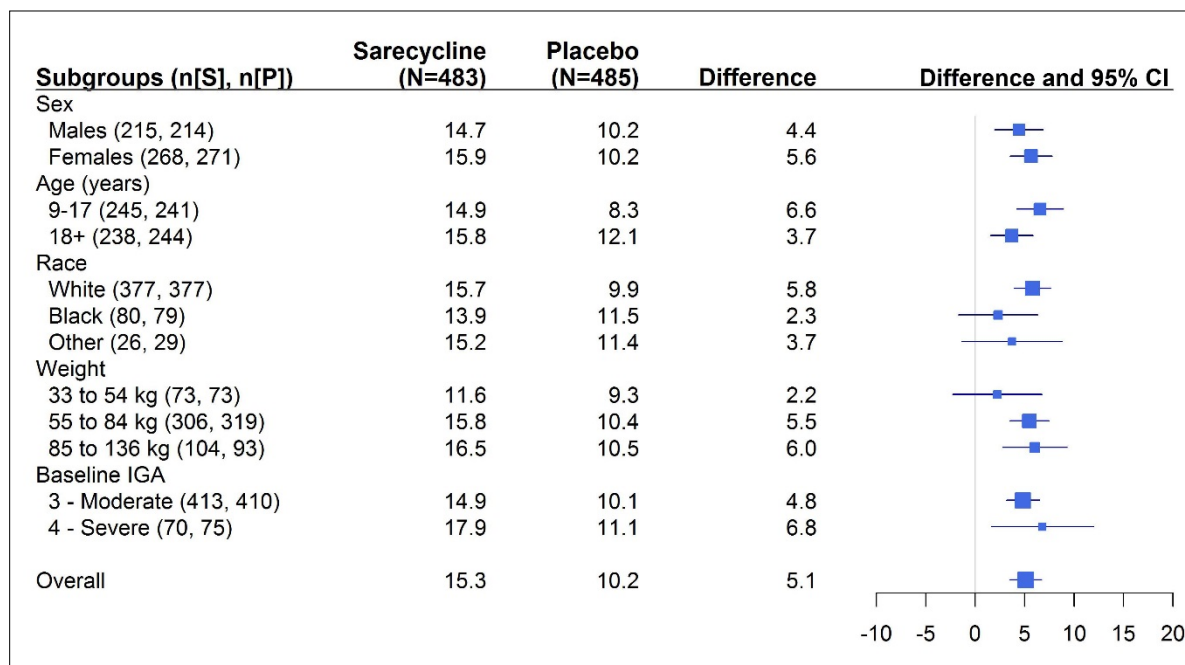 Sarecycline Placebo
Subgroups (n[S], n[P]) (N=483) (N=485) Difference Difference and 95% CI
Sex
Males (215, 214) 14.7 10.2 4.4
Females (268, 271) 15.9 10.2 5.6
Age (years)
9-17 (245, 241) 14.9 8.3 6.6
18+ (238, 244) 15.8 12.1 3.7
Race
White (377, 377) 15.7 9.9 5.8
Black (80, 79) 13.9 11.5 2.3
Other (26, 29) 15.2 11.4 3.7
Weight
33 to 54 kg (73, 73) 11.6 9.3 2.2
55 to 84 kg (306, 319) 15.8 10.4 5.5
85 to 136 kg (104, 93) 16.5 10.5 6.0
Baseline IGA
3 - Moderate (413, 410) 14.9 10.1 4.8
4 - Severe (70, 75) 17.9 11.1 6.8
Overall 15.3 10.2 5.1
-10 -5 0 5 10 15 20